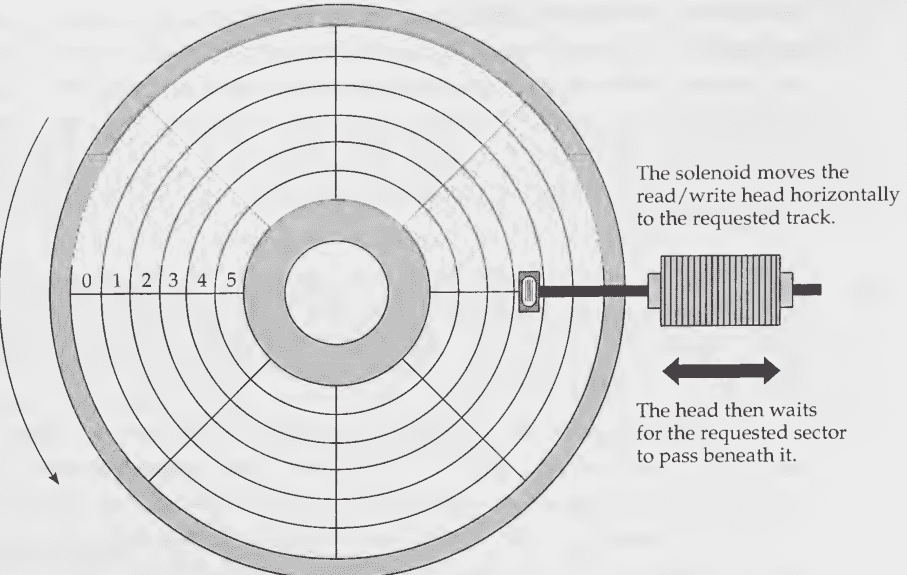 The solenoid moves the
read/write head horizontally
to the requested track.
0 1 2 3 4 5
The head then waits
for the requested sector
to pass beneath it.